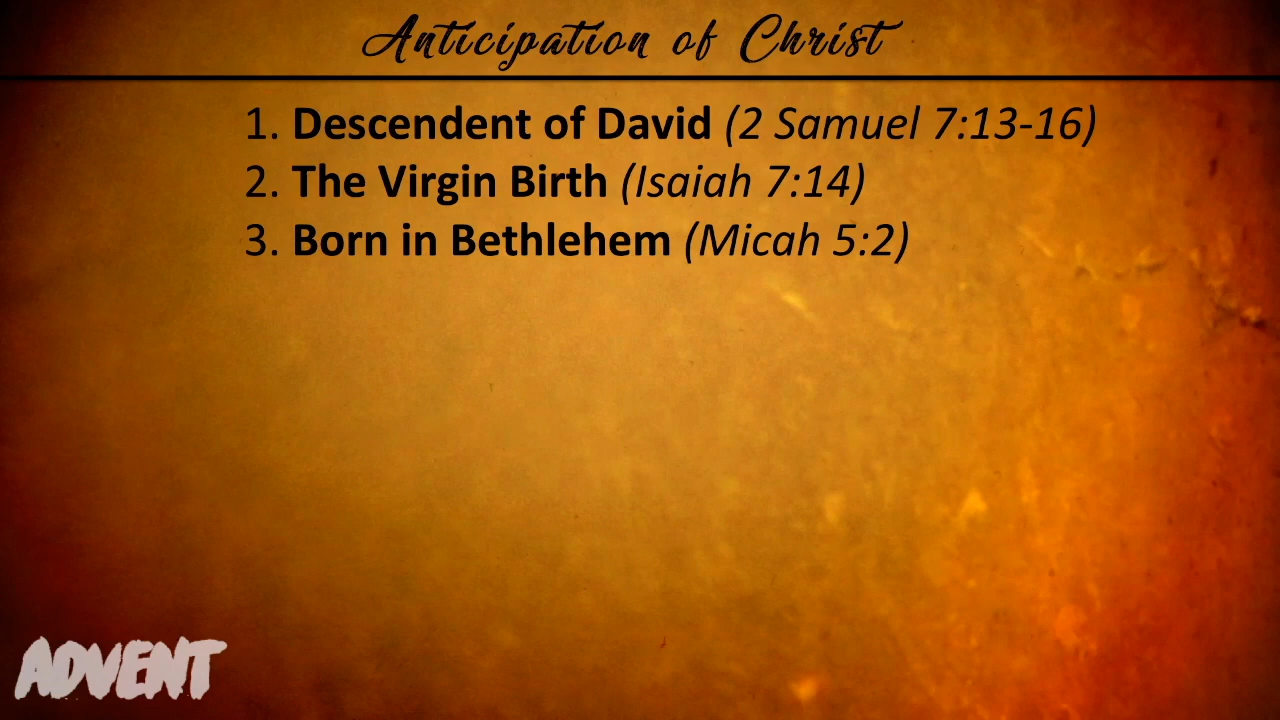 Anticipation of Christ
1. Descendent of David (2 Samuel 7:13-16)
2. The Virgin Birth (Isaiah 7:14)
3. Born in Bethlehem (Micah 5:2)
ADVENT